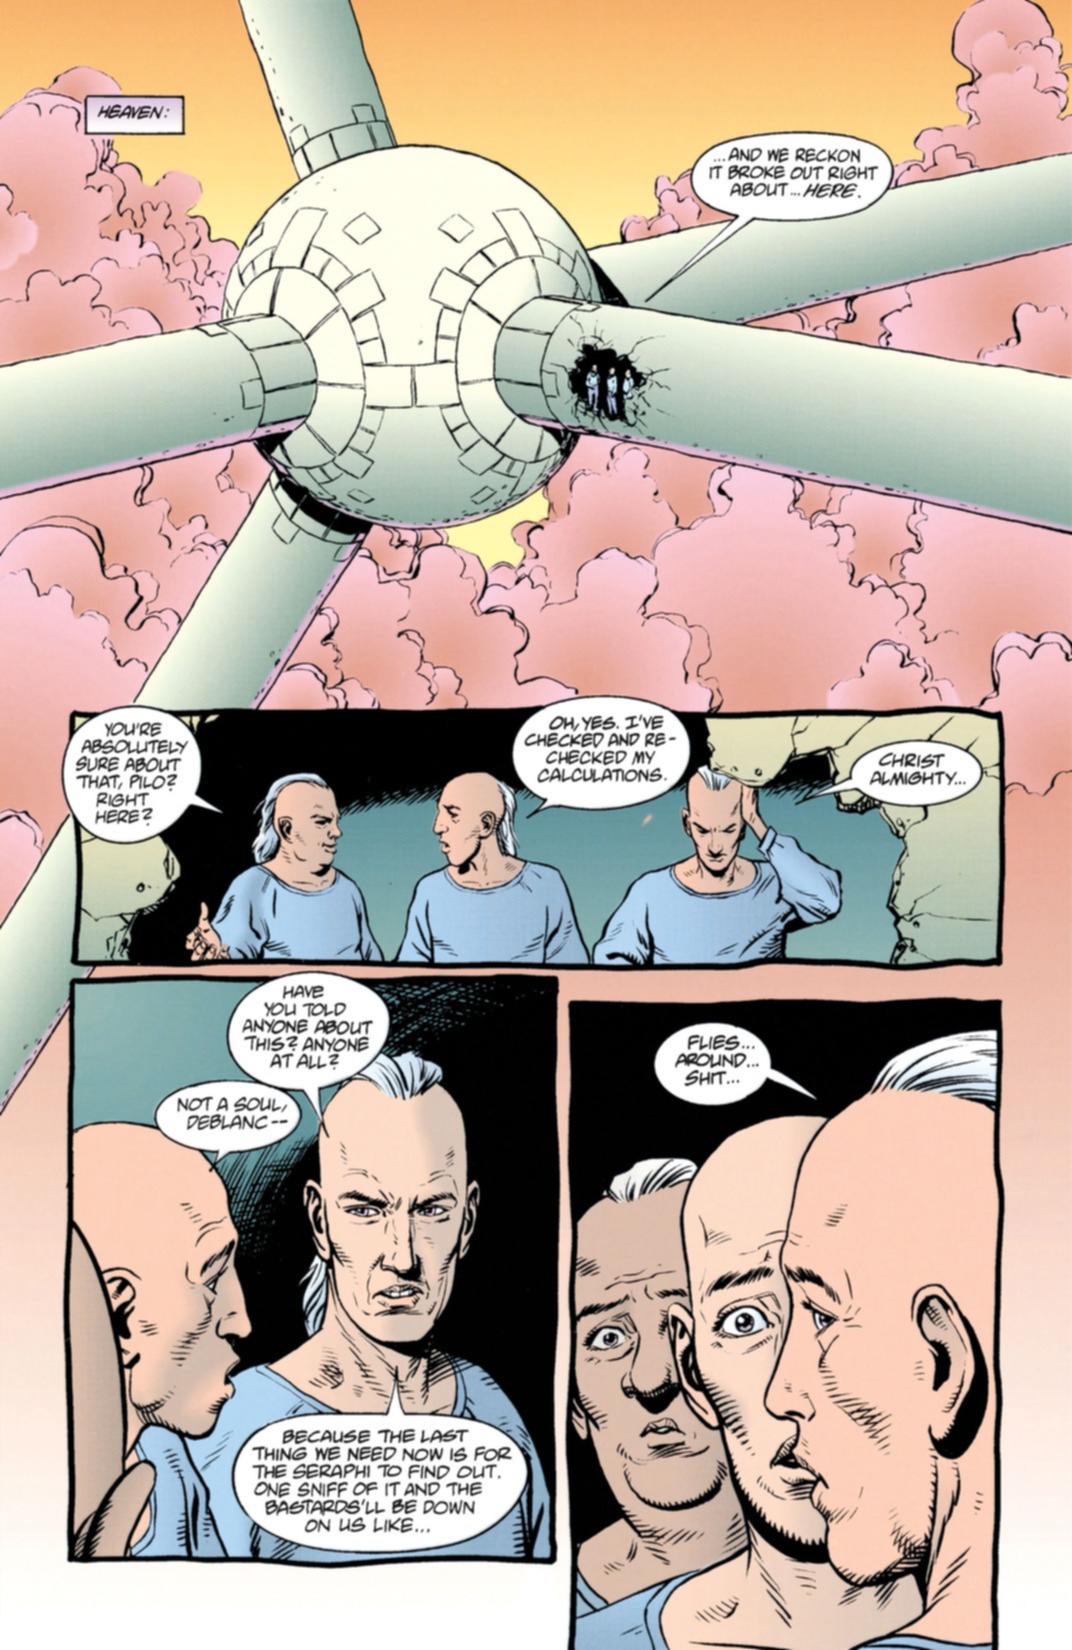 HEAVEN:
...AND WE RECKON
IT BROKE OUT RIGHT
ABOUT... HERE.
YOU'RE
ABSOLUTELY
SURE ABOUT
THAT, PILO?
RIGHT
HERE?
OH, YES. I'VE
CHECKED AND RE-
CHECKED MY
CALCULATIONS.
CHRIST
ALMIGHTY...
HAVE
YOU TOLD
ANYONE ABOUT
THIS? ANYONE
AT ALL?
NOT A SOUL,
DEBLANC--
BECAUSE THE LAST
THING WE NEED NOW IS FOR
THE SERAPHI TO FIND OUT.
ONE SNIFF OF IT AND THE
BASTARDS'LL BE DOWN
ON US LIKE...
FLIES...
AROUND...
SHIT...